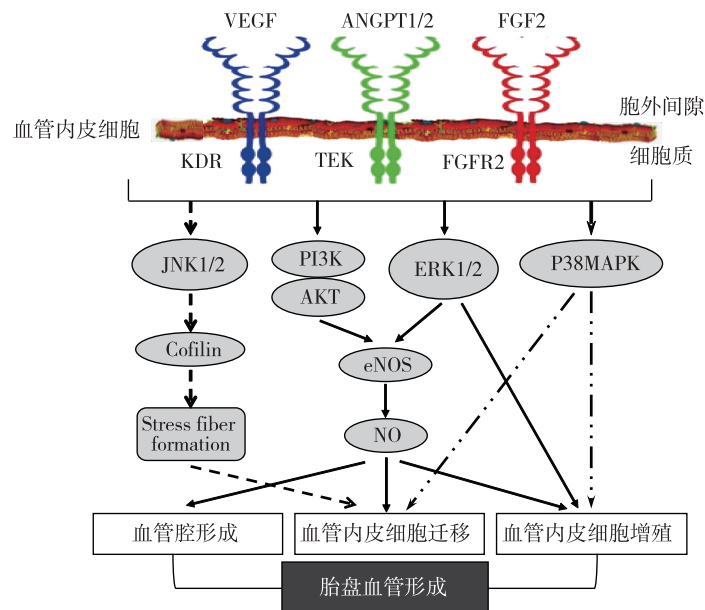 VEGF
ANGPT1/2
FGF2
胞外间隙
血管内皮细胞
细胞质
KDR
TEK
FGFR2
JNK1/2
PI3K
AKT
ERK1/2
P38MAPK
Cofilin
eNOS
Stress fiber
formation
NO
血管腔形成
血管内皮细胞迁移
血管内皮细胞增殖
胎盘血管形成